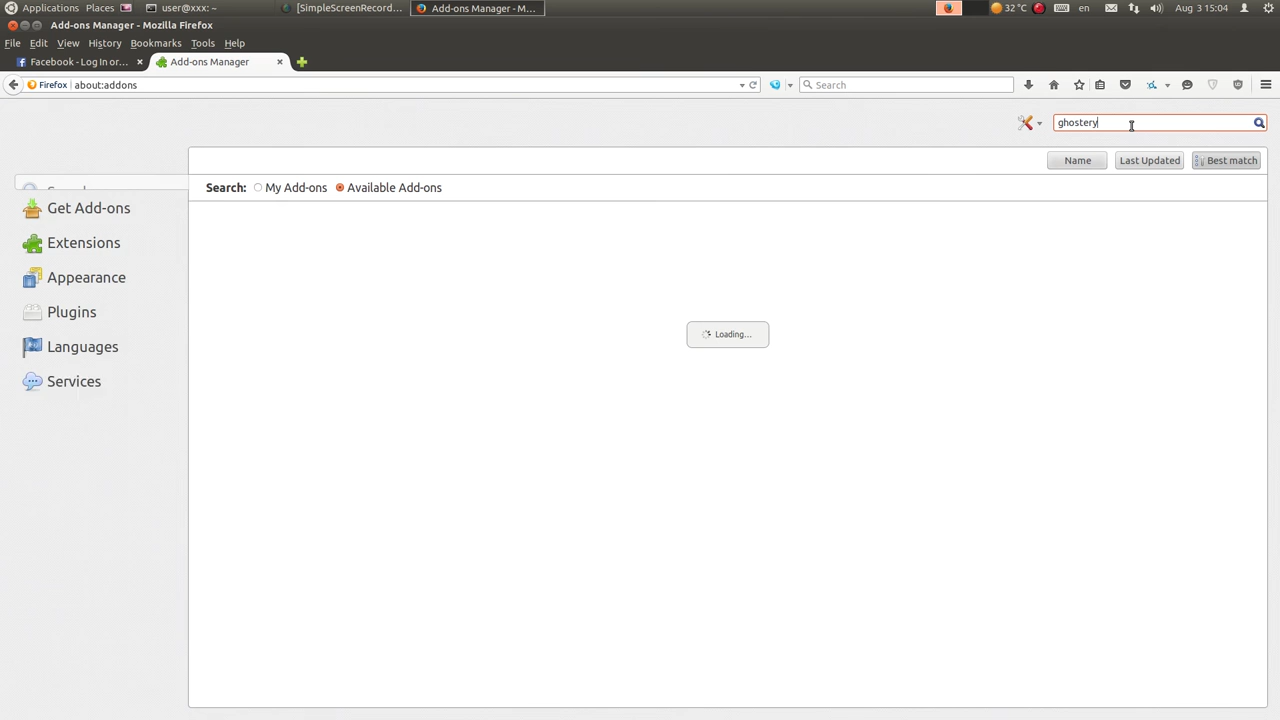 Applications Places user@xxx: ~ [SimpleScreenRecord... Add-ons Manager - M... 32 °C en Aug 3 15:04
Add-ons Manager - Mozilla Firefox
File Edit View History Bookmarks Tools Help
Facebook - Log In or... Add-ons Manager
Firefox about:addons Search
ghostery
Name Last Updated Best match
Search: My Add-ons Available Add-ons
Get Add-ons
Extensions
Appearance
Plugins
Languages
Services
Loading...